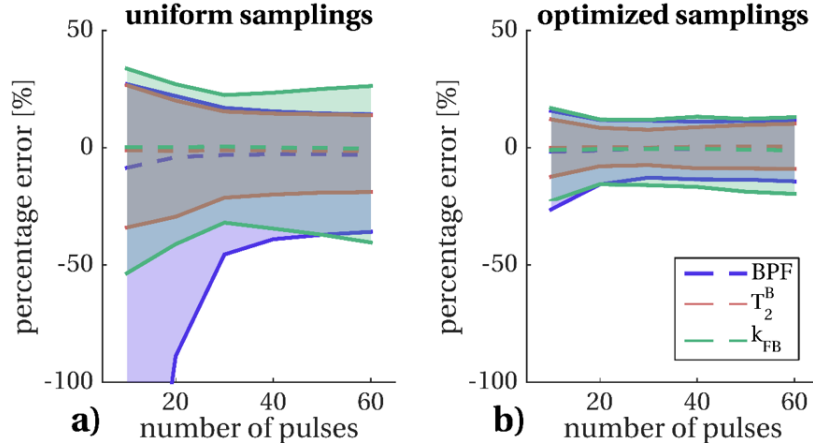 uniform samplings
optimized samplings
percentage error [%]
50
0
-50
-100
20
40
60
number of pulses
a)
percentage error [%]
50
0
-50
-100
20
40
60
number of pulses
b)
BPF
T₂ᴮ
k_FB